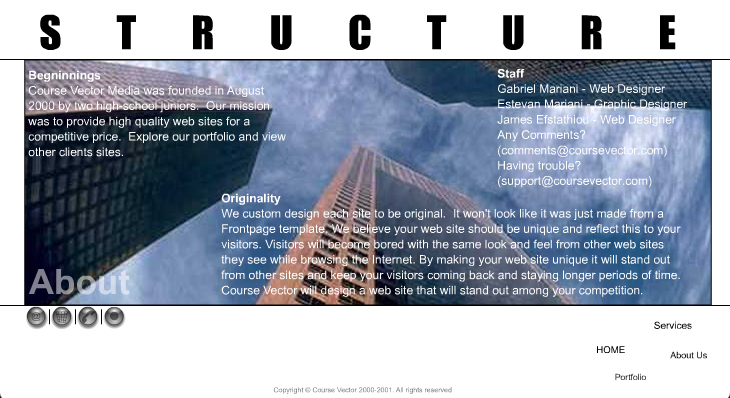 STRUCTURE
Begninnings
Course Vector Media was founded in August
2000 by two high-school juniors. Our mission
was to provide high quality web sites for a
competitive price. Explore our portfolio and view
other clients sites.
Staff
Gabriel Mariani - Web Designer
Estevan Mariani - Graphic Designer
James Efstathiou - Web Designer
Any Comments?
(comments@coursevector.com)
Having trouble?
(support@coursevector.com)
Originality
We custom design each site to be original. It won't look like it was just made from a
Frontpage template. We believe your web site should be unique and reflect this to your
visitors. Visitors will become bored with the same look and feel from other web sites
they see while browsing the Internet. By making your web site unique it will stand out
from other sites and keep your visitors coming back and staying longer periods of time.
Course Vector will design a web site that will stand out among your competition.
About
Services
HOME
About Us
Portfolio
Copyright © Course Vector 2000-2001. All rights reserved